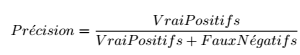 Précision = VraiPositifs / VraiPositifs + FauxNégatifs